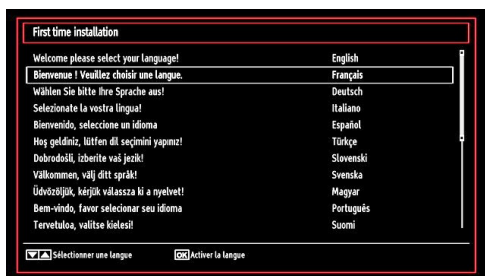 First time installation
Welcome please select your language! English
Bienvenue ! Veuillez choisir une langue. Français
Wählen Sie bitte Ihre Sprache aus! Deutsch
Selezionate la vostra lingua! Italiano
Bienvenido, seleccione un idioma Español
Hoş geldiniz, lütfen dil seçimini yapınız! Türkçe
Dobrodošli, izberite vaš jezik! Slovenski
Välkommen, välj ditt språk! Svenska
Üdvözöljük, kérjük válassza ki a nyelvet! Magyar
Bem-vindo, favor selecionar seu idioma Português
Tervetuloa, valitse kielesi! Suomi
Sélectionner une langue OK Activer la langue